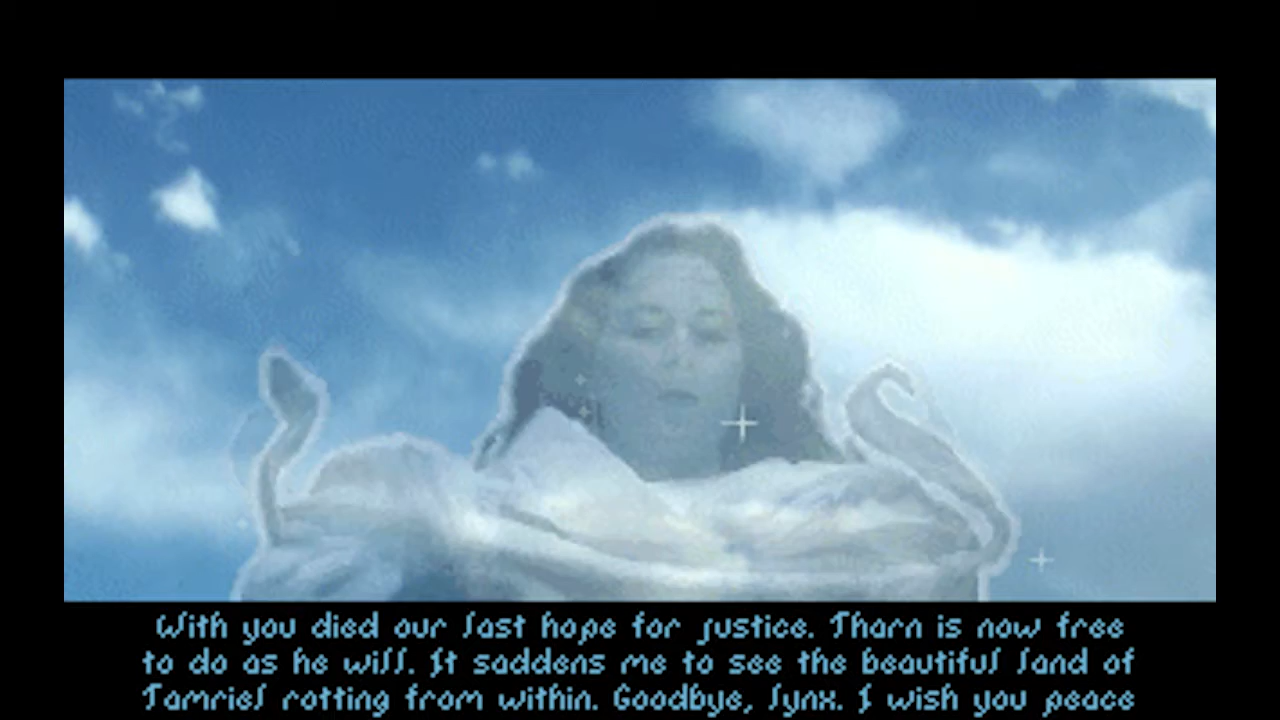 With you died our last hope for justice. Tharn is now free
to do as he will. It saddens me to see the beautiful land of
Tamriel rotting from within. Goodbye, lynx. I wish you peace